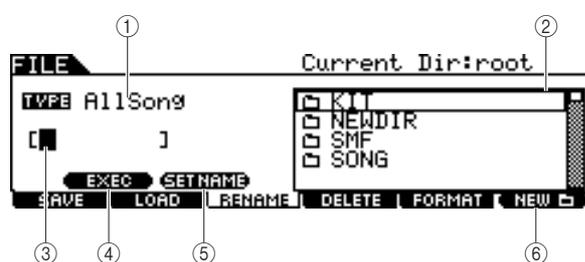 ① ②
FILE Current Dir:root
TYPE AllSong
[ ]
KIT
NEWDIR
SMF
SONG
EXEC SET NAME
SAVE LOAD RENAME DELETE FORMAT NEW
③ ④ ⑤ ⑥